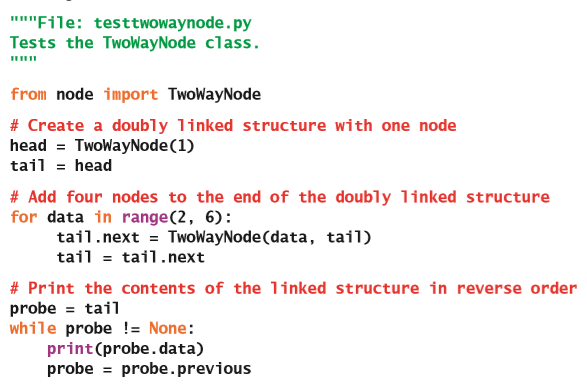 """File: testtwowaynode.py
Tests the TwoWayNode class.
"""
from node import TwoWayNode
# Create a doubly linked structure with one node
head = TwoWayNode(1)
tail = head
# Add four nodes to the end of the doubly linked structure
for data in range(2, 6):
    tail.next = TwoWayNode(data, tail)
    tail = tail.next
# Print the contents of the linked structure in reverse order
probe = tail
while probe != None:
    print(probe.data)
    probe = probe.previous